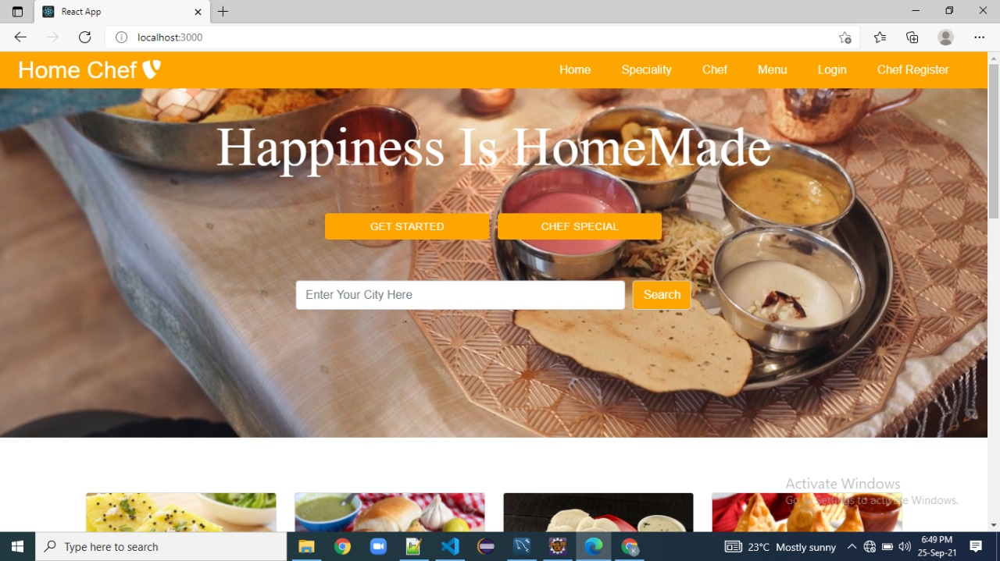 React App
localhost:3000
Home Chef
Home Speciality Chef Menu Login Chef Register
Happiness Is HomeMade
GET STARTED CHEF SPECIAL
Enter Your City Here Search
Activate Windows
Go to Settings to activate Windows.
Type here to search
23°C Mostly sunny
6:49 PM
25-Sep-21